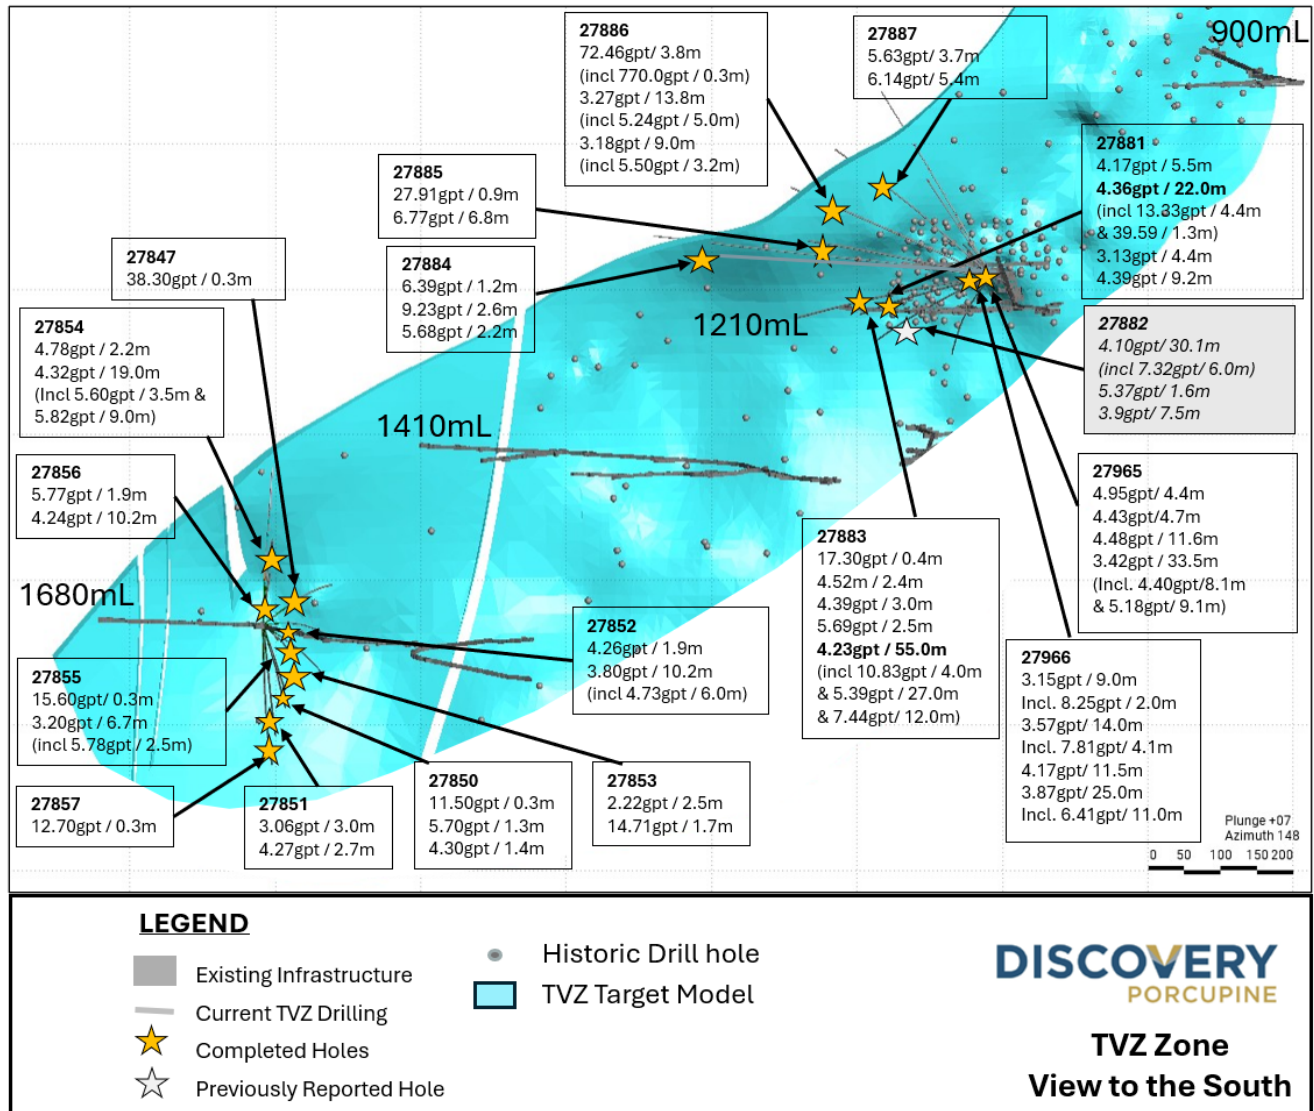 900mL
27886
72.46gpt/ 3.8m
(incl 770.0gpt / 0.3m)
3.27gpt / 13.8m
(incl 5.24gpt / 5.0m)
3.18gpt / 9.0m
(incl 5.50gpt / 3.2m)
27887
5.63gpt/ 3.7m
6.14gpt/ 5.4m
27881
4.17gpt / 5.5m
4.36gpt / 22.0m
(incl 13.33gpt / 4.4m
& 39.59 / 1.3m)
3.13gpt / 4.4m
4.39gpt / 9.2m
27885
27.91gpt / 0.9m
6.77gpt / 6.8m
27847
38.30gpt / 0.3m
27884
6.39gpt / 1.2m
9.23gpt / 2.6m
5.68gpt / 2.2m
27854
4.78gpt / 2.2m
4.32gpt / 19.0m
(Incl 5.60gpt / 3.5m &
5.82gpt / 9.0m)
1210mL
27882
4.10gpt/ 30.1m
(incl 7.32gpt/ 6.0m)
5.37gpt/ 1.6m
3.9gpt/ 7.5m
1410mL
27856
5.77gpt / 1.9m
4.24gpt / 10.2m
27965
4.95gpt/ 4.4m
4.43gpt/4.7m
4.48gpt / 11.6m
3.42gpt / 33.5m
(Incl. 4.40gpt/8.1m
& 5.18gpt/ 9.1m)
27883
17.30gpt / 0.4m
4.52m / 2.4m
4.39gpt / 3.0m
5.69gpt / 2.5m
4.23gpt / 55.0m
(incl 10.83gpt / 4.0m
& 5.39gpt / 27.0m
& 7.44gpt/ 12.0m)
1680mL
27852
4.26gpt / 1.9m
3.80gpt / 10.2m
(incl 4.73gpt / 6.0m)
27966
3.15gpt / 9.0m
Incl. 8.25gpt / 2.0m
3.57gpt/ 14.0m
Incl. 7.81gpt/ 4.1m
4.17gpt/ 11.5m
3.87gpt/ 25.0m
Incl. 6.41gpt/ 11.0m
27855
15.60gpt/ 0.3m
3.20gpt / 6.7m
(incl 5.78gpt / 2.5m)
27857
12.70gpt / 0.3m
27851
3.06gpt / 3.0m
4.27gpt / 2.7m
27850
11.50gpt / 0.3m
5.70gpt / 1.3m
4.30gpt / 1.4m
27853
2.22gpt / 2.5m
14.71gpt / 1.7m
Plunge +07
Azimuth 148
0 50 100 150 200
LEGEND
Existing Infrastructure
Current TVZ Drilling
Completed Holes
Previously Reported Hole
Historic Drill hole
TVZ Target Model
DISCOVERY
PORCUPINE
TVZ Zone
View to the South